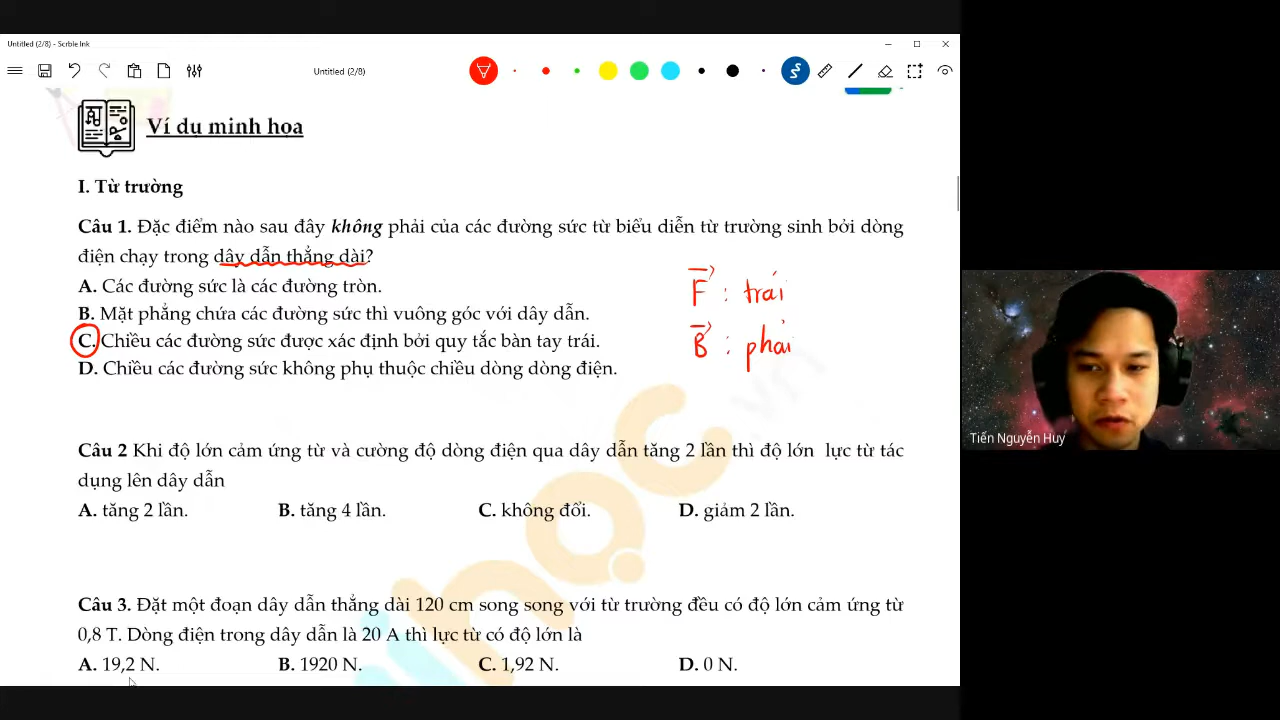 Untitled (2/8) - Scrble.Ink
Untitled (2/8)
Ví dụ minh họa
I. Từ trường
Câu 1. Đặc điểm nào sau đây không phải của các đường sức từ biểu diễn từ trường sinh bởi dòng
điện chạy trong dây dẫn thẳng dài?
A. Các đường sức là các đường tròn.
B. Mặt phẳng chứa các đường sức thì vuông góc với dây dẫn.
C. Chiều các đường sức được xác định bởi quy tắc bàn tay trái.
D. Chiều các đường sức không phụ thuộc chiều dòng dòng điện.
F : trái
B : phải
Câu 2 Khi độ lớn cảm ứng từ và cường độ dòng điện qua dây dẫn tăng 2 lần thì độ lớn lực từ tác
dụng lên dây dẫn
A. tăng 2 lần. B. tăng 4 lần. C. không đổi. D. giảm 2 lần.
Câu 3. Đặt một đoạn dây dẫn thẳng dài 120 cm song song với từ trường đều có độ lớn cảm ứng từ
0,8 T. Dòng điện trong dây dẫn là 20 A thì lực từ có độ lớn là
A. 19,2 N. B. 1920 N. C. 1,92 N. D. 0 N.
học
.vn
Tiến Nguyễn Huy